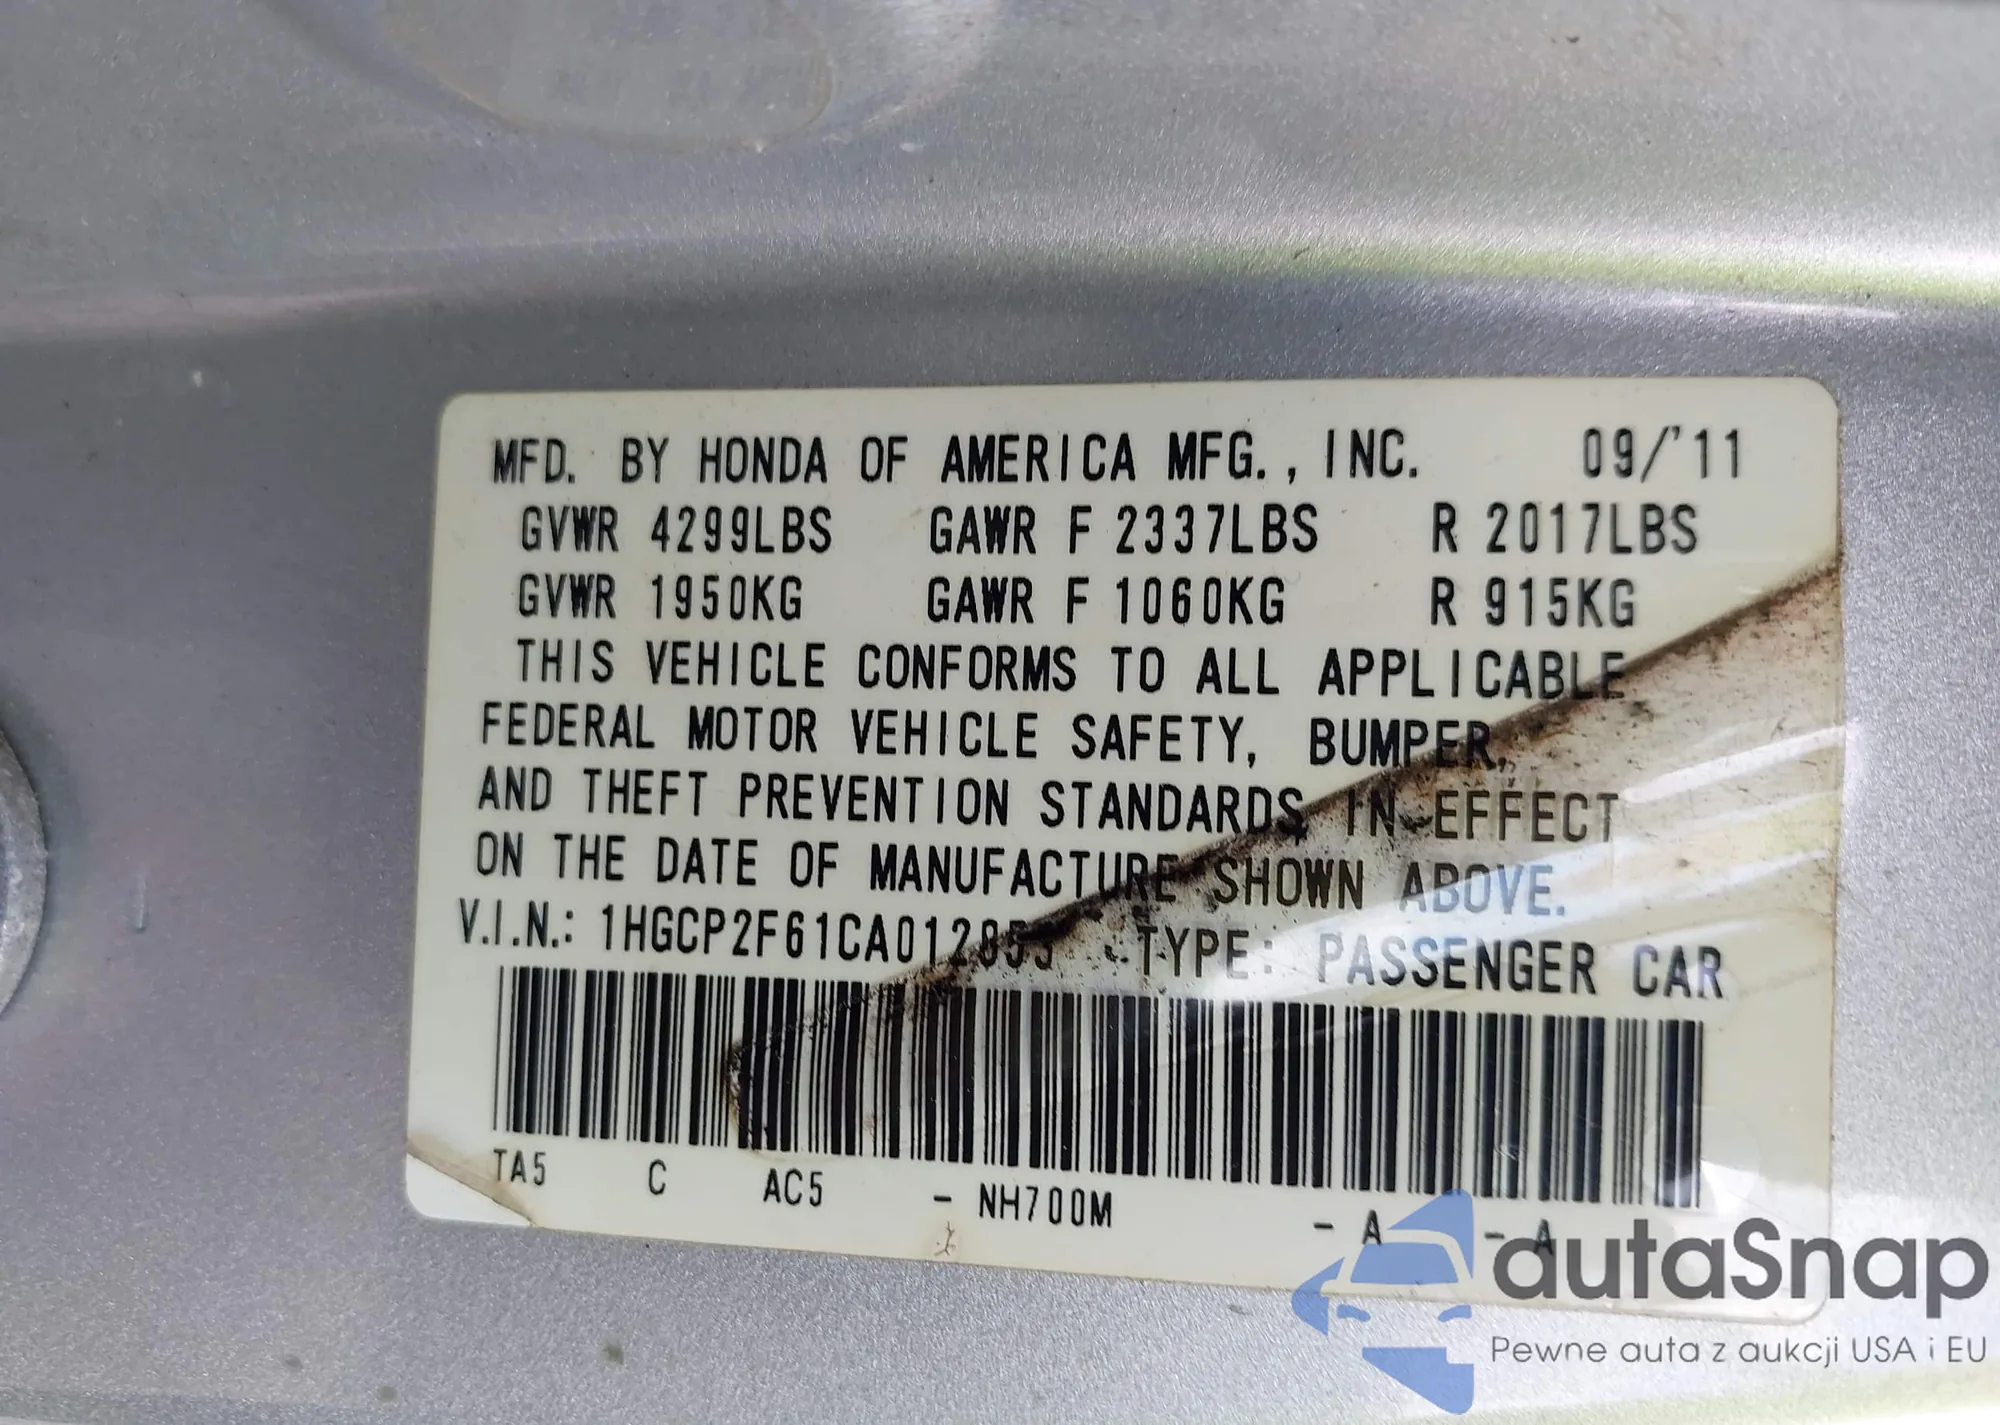 MFD. BY HONDA OF AMERICA MFG., INC. 09/'11
GVWR 4299LBS GAWR F 2337LBS R 2017LBS
GVWR 1950KG GAWR F 1060KG R 915KG
THIS VEHICLE CONFORMS TO ALL APPLICABLE
FEDERAL MOTOR VEHICLE SAFETY, BUMPER,
AND THEFT PREVENTION STANDARDS IN EFFECT
ON THE DATE OF MANUFACTURE SHOWN ABOVE.
V.I.N.: 1HGCP2F61CA012853 TYPE: PASSENGER CAR
TA5 C AC5 - NH700M - A - A
autaSnap
Pewne auta z aukcji USA i EU